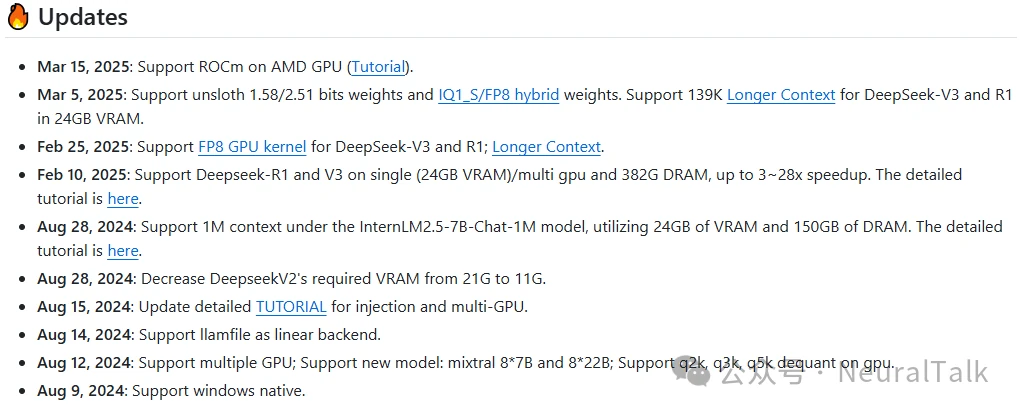 Updates
Mar 15, 2025: Support ROCm on AMD GPU (Tutorial).
Mar 5, 2025: Support unsloth 1.58/2.51 bits weights and IQ1_S/FP8 hybrid weights. Support 139K Longer Context for DeepSeek-V3 and R1
in 24GB VRAM.
Feb 25, 2025: Support FP8 GPU kernel for DeepSeek-V3 and R1; Longer Context.
Feb 10, 2025: Support Deepseek-R1 and V3 on single (24GB VRAM)/multi gpu and 382G DRAM, up to 3~28x speedup. The detailed
tutorial is here.
Aug 28, 2024: Support 1M context under the InternLM2.5-7B-Chat-1M model, utilizing 24GB of VRAM and 150GB of DRAM. The detailed
tutorial is here.
Aug 28, 2024: Decrease DeepseekV2's required VRAM from 21G to 11G.
Aug 15, 2024: Update detailed TUTORIAL for injection and multi-GPU.
Aug 14, 2024: Support llamfile as linear backend.
Aug 12, 2024: Support multiple GPU; Support new model: mixtral 8*7B and 8*22B; Support q2k, q3k, q5k dequant on gpu.
公众号 · NeuralTalk
Aug 9, 2024: Support windows native.